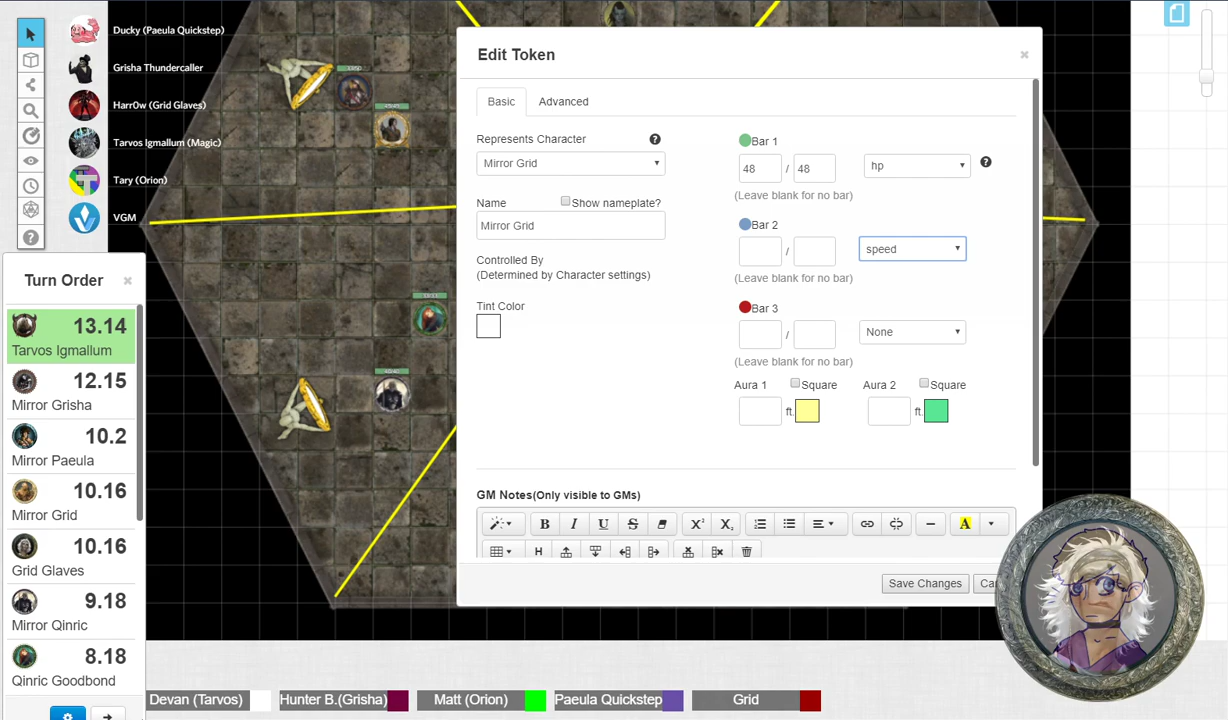 Ducky (Paeula Quickstep)
Grisha Thundercaller
Harr0w (Grid Glaves)
Tarvos Igmallum (Magic)
Tary (Orion)
VGM
Turn Order
×
13.14
Tarvos Igmallum
12.15
Mirror Grisha
10.2
Mirror Paeula
10.16
Mirror Grid
10.16
Grid Glaves
9.18
Mirror Qinric
8.18
Qinric Goodbond
Edit Token
×
Basic
Advanced
Represents Character
Mirror Grid
Name
Show nameplate?
Mirror Grid
Controlled By
(Determined by Character settings)
Tint Color
Bar 1
48 / 48
hp
(Leave blank for no bar)
Bar 2
/
speed
(Leave blank for no bar)
Bar 3
/
None
(Leave blank for no bar)
Aura 1
Square
Aura 2
Square
ft.
ft.
GM Notes(Only visible to GMs)
B I U S X² X₂ A
H
Save Changes
Can
Devan (Tarvos)
Hunter B.(Grisha)
Matt (Orion)
Paeula Quickstep
Grid